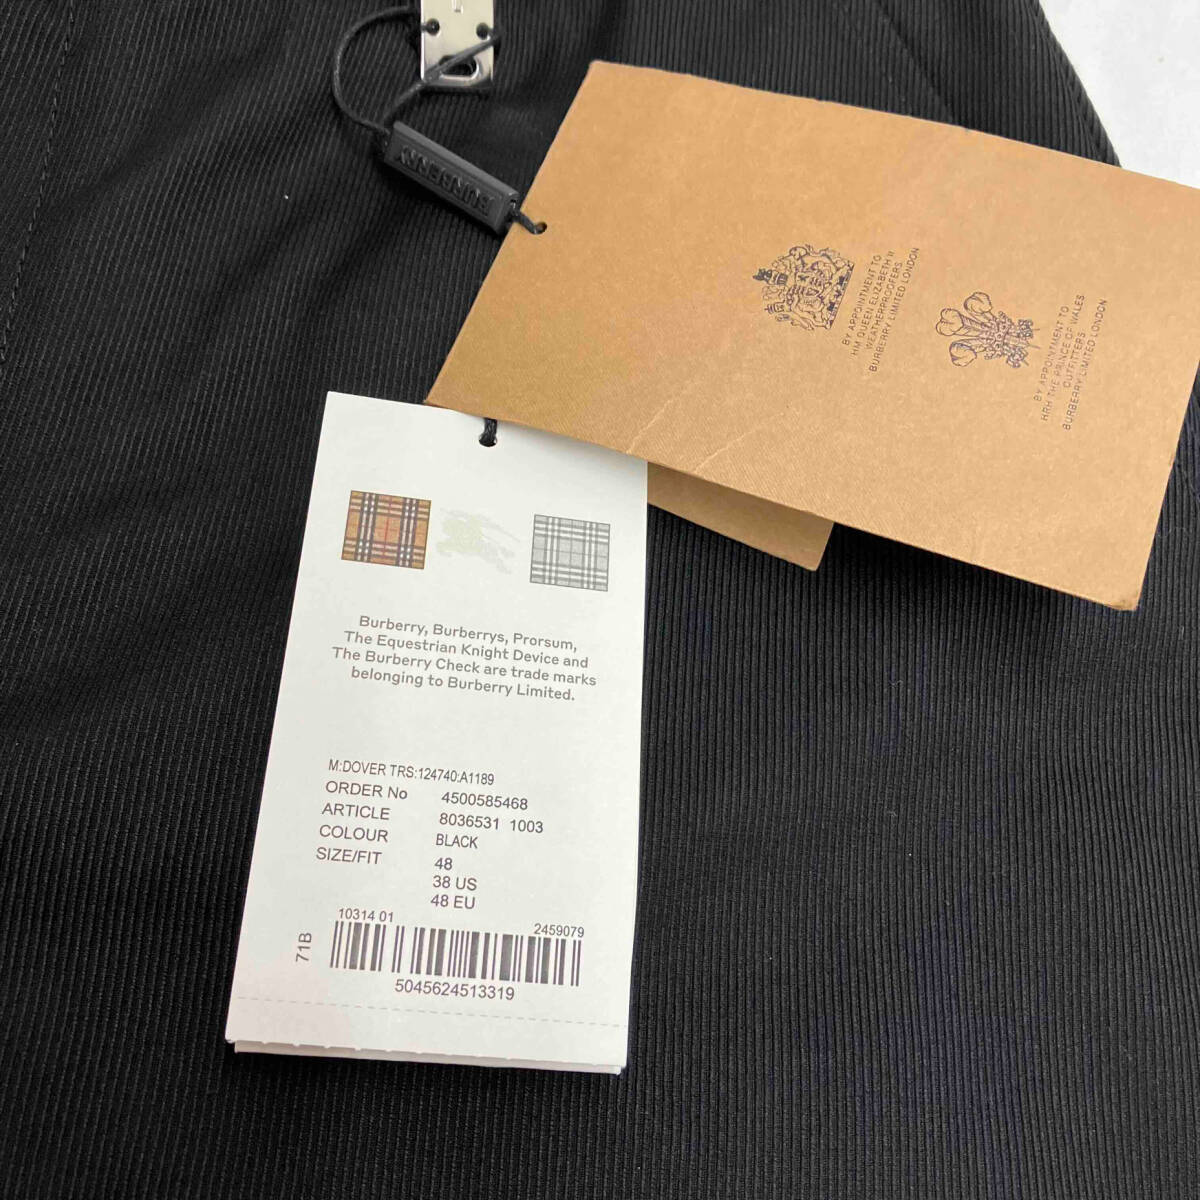 BURBERRY
BY APPOINTMENT TO
HM QUEEN ELIZABETH II
WEATHERPROOFERS
BURBERRY LIMITED LONDON
BY APPOINTMENT TO
HRH THE PRINCE OF WALES
OUTFITTERS
BURBERRY LIMITED LONDON
Burberry, Burberrys, Prorsum,
The Equestrian Knight Device and
The Burberry Check are trade marks
belonging to Burberry Limited.
M:DOVER TRS:124740:A1189
ORDER No 4500585468
ARTICLE 8036531 1003
COLOUR BLACK
SIZE/FIT 48
38 US
48 EU
10314 01 2459079
71B
5045624513319